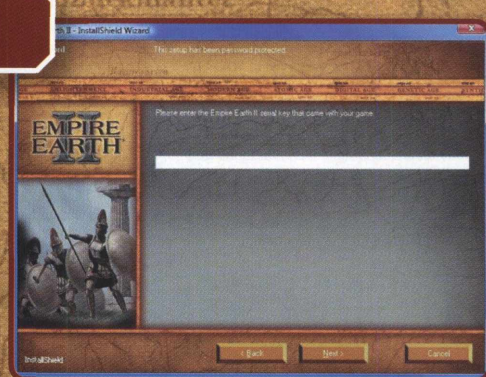 th II - InstallShield Wizard
This setup has been password protected.
Please enter the Empire Earth II serial key that came with your game.
EMPIRE
EARTH
II
InstallShield
< Back
Next >
Cancel